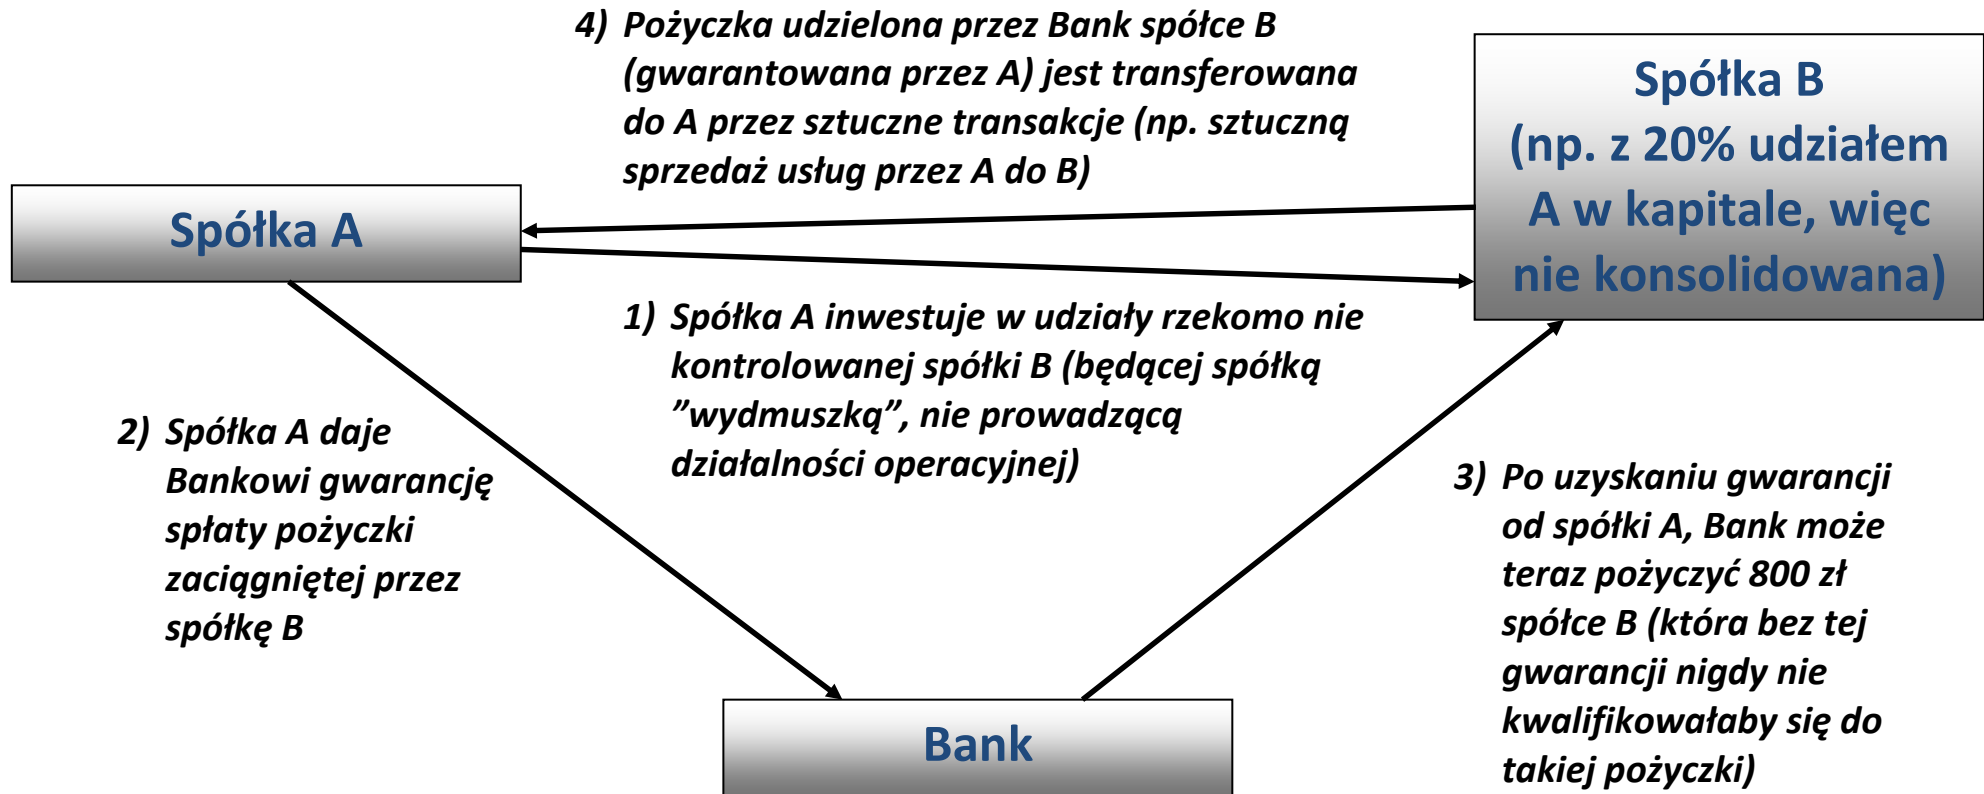 4) Pożyczka udzielona przez Bank spółce B
(gwarantowana przez A) jest transferowana
do A przez sztuczne transakcje (np. sztuczną
sprzedaż usług przez A do B)
Spółka B
(np. z 20% udziałem
A w kapitale, więc
nie konsolidowana)
Spółka A
1) Spółka A inwestuje w udziały rzekomo nie
kontrolowanej spółki B (będącej spółką
”wydmuszką”, nie prowadzącą
działalności operacyjnej)
2) Spółka A daje
Bankowi gwarancję
spłaty pożyczki
zaciągniętej przez
spółkę B
3) Po uzyskaniu gwarancji
od spółki A, Bank może
teraz pożyczyć 800 zł
spółce B (która bez tej
gwarancji nigdy nie
kwalifikowałaby się do
takiej pożyczki)
Bank